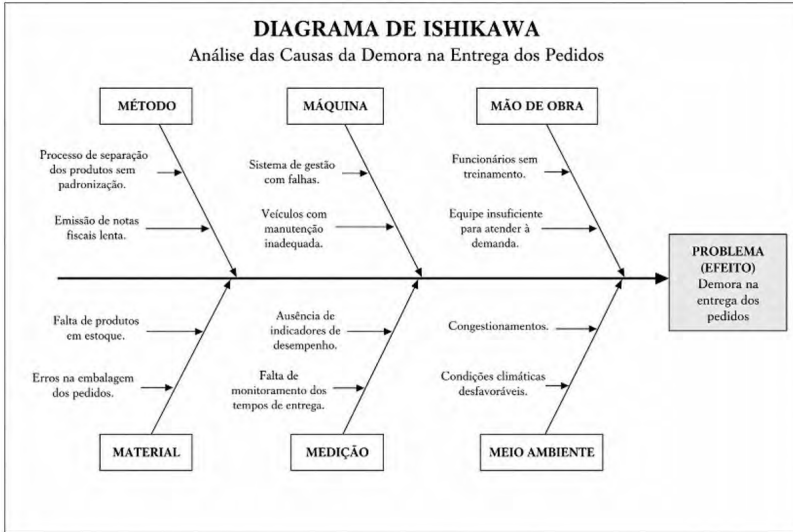 DIAGRAMA DE ISHIKAWA
Análise das Causas da Demora na Entrega dos Pedidos
MÉTODO
MÁQUINA
MÃO DE OBRA
Processo de separação
dos produtos sem
padronização.
Emissão de notas
fiscais lenta.
Sistema de gestão
com falhas.
Veículos com
manutenção
inadequada.
Funcionários sem
treinamento.
Equipe insuficiente
para atender à
demanda.
PROBLEMA
(EFEITO)
Demora na
entrega dos
pedidos
Falta de produtos
em estoque.
Erros na embalagem
dos pedidos.
Ausência de
indicadores de
desempenho.
Falta de
monitoramento dos
tempos de entrega.
Congestionamentos.
Condições climáticas
desfavoráveis.
MATERIAL
MEDIÇÃO
MEIO AMBIENTE